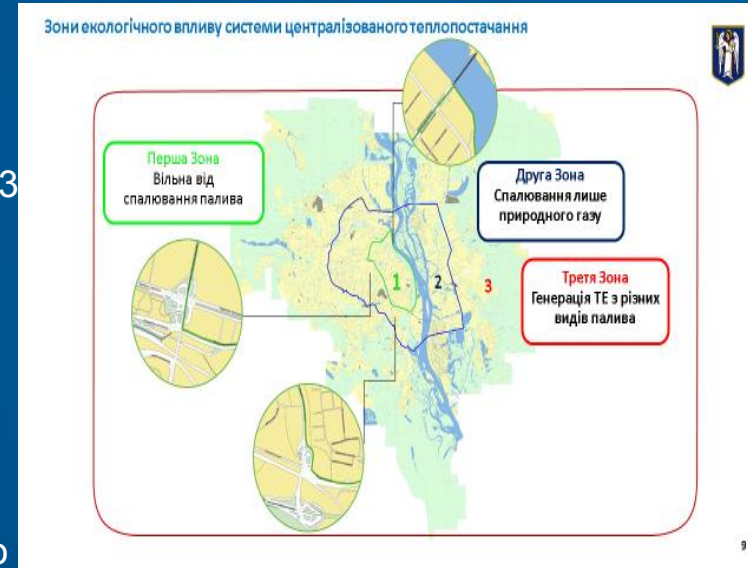 Зони екологічного впливу системи централізованого теплопостачання
З
Перша Зона
Вільна від
спалювання палива
Друга Зона
Спалювання лише
природного газу
1
2
3
Третя Зона
Генерація ТЕ з різних
видів палива
о
9